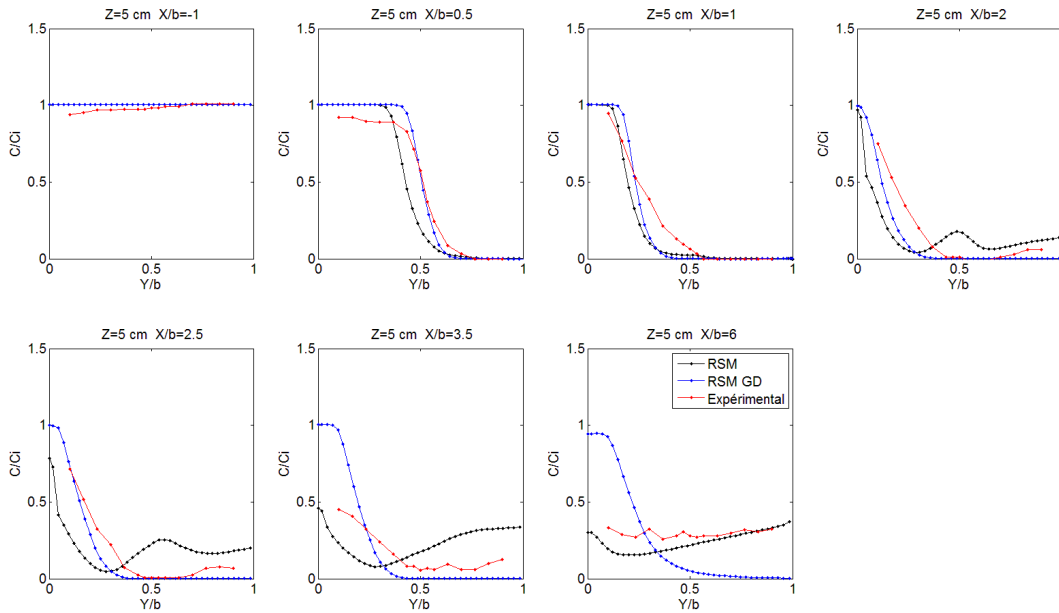 Z=5 cm X/b=-1
Z=5 cm X/b=0.5
Z=5 cm X/b=1
Z=5 cm X/b=2
1.5
1
0.5
0
C/Ci
0
0.5
1
Y/b
1.5
1
0.5
0
C/Ci
0
0.5
1
Y/b
1.5
1
0.5
0
C/Ci
0
0.5
1
Y/b
1.5
1
0.5
0
C/Ci
0
0.5
1
Y/b
Z=5 cm X/b=2.5
Z=5 cm X/b=3.5
Z=5 cm X/b=6
1.5
1
0.5
0
C/Ci
0
0.5
1
Y/b
1.5
1
0.5
0
C/Ci
0
0.5
1
Y/b
1.5
1
0.5
0
C/Ci
0
0.5
1
Y/b
RSM
RSM GD
Expérimental